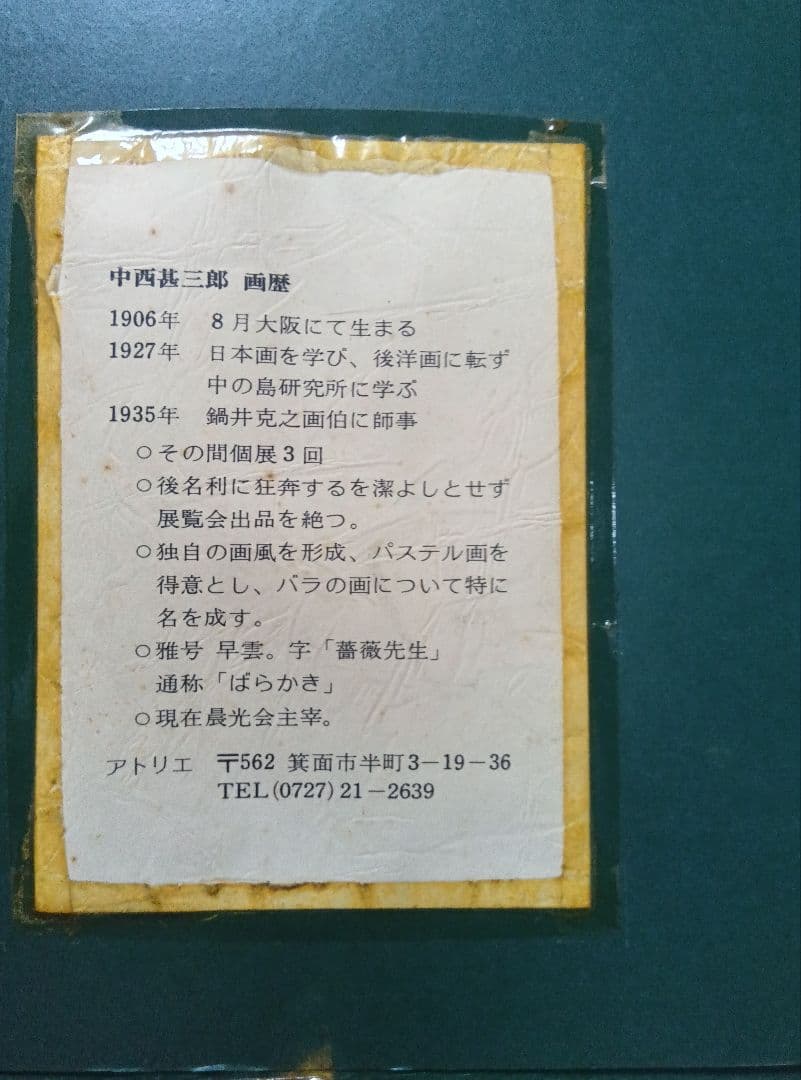 中西甚三郎 画歴
1906年 8月大阪にて生まる
1927年 日本画を学び、後洋画に転ず
中の島研究所に学ぶ
1935年 鍋井克之画伯に師事
○その間個展3回
○後名利に狂奔するを潔よしとせず
展覧会出品を絶つ。
○独自の画風を形成、パステル画を
得意とし、バラの画について特に
名を成す。
○雅号 早雲。字「薔薇先生」
通称「ばらかき」
○現在晨光会主宰。
アトリエ 〒562 箕面市半町3-19-36
TEL(0727)21-2639